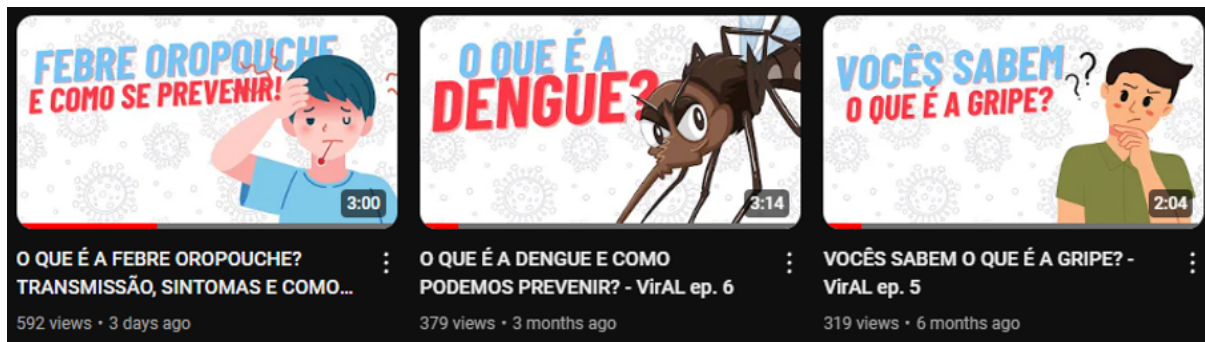 FEBRE OROPOUCHE
E COMO SE PREVENIR!
3:00
O QUE É A FEBRE OROPOUCHE?
TRANSMISSÃO, SINTOMAS E COMO...
592 views • 3 days ago
O QUE É A
DENGUE?
3:14
O QUE É A DENGUE E COMO
PODEMOS PREVENIR? - VirAL ep. 6
379 views • 3 months ago
VOCÊS SABEM
O QUE É A GRIPE?
??
2:04
VOCÊS SABEM O QUE É A GRIPE? -
VirAL ep. 5
319 views • 6 months ago